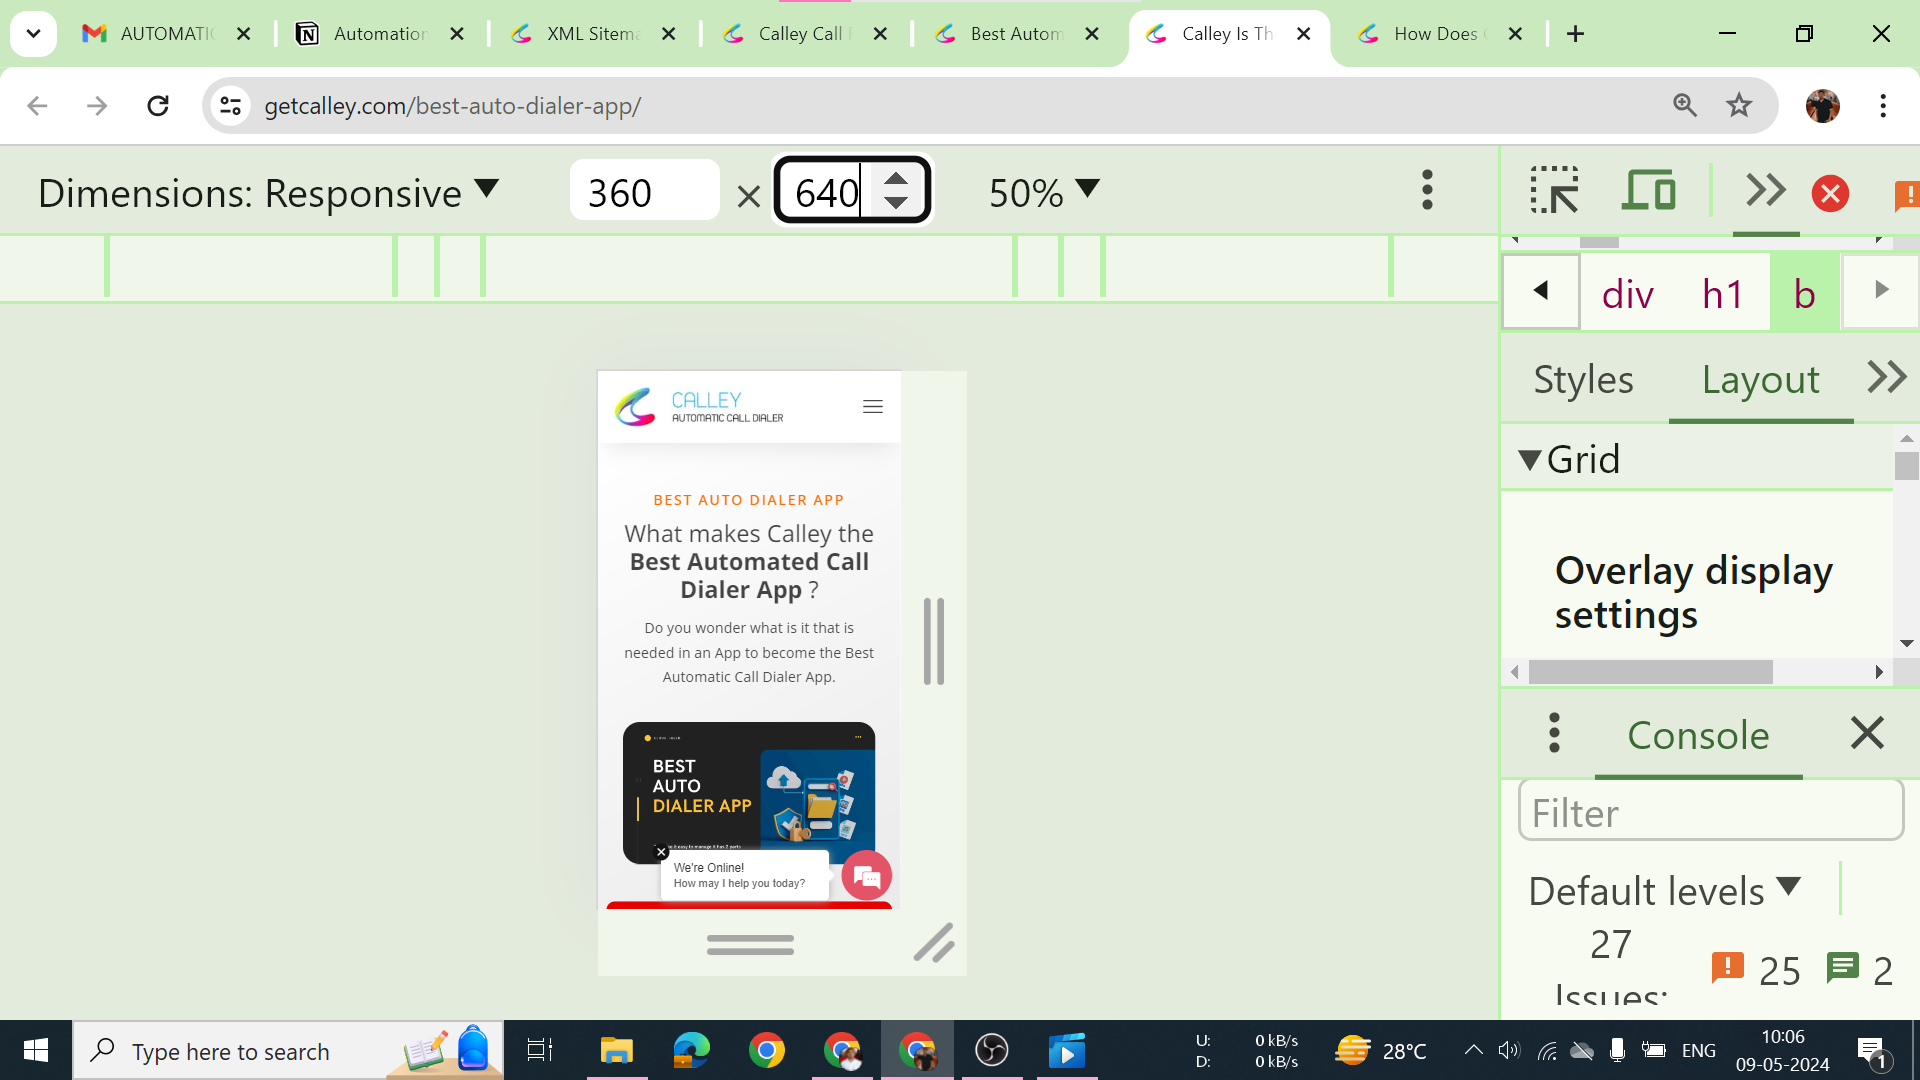 AUTOMATIC
Automation
XML Sitema
Calley Call
Best Autom
Calley Is Th
How Does
getcalley.com/best-auto-dialer-app/
Dimensions: Responsive
360 × 640
50%
div h1 b
Styles Layout
Grid
Overlay display
settings
CALLEY
AUTOMATIC CALL DIALER
BEST AUTO DIALER APP
What makes Calley the
Best Automated Call
Dialer App ?
Do you wonder what is it that is
needed in an App to become the Best
Automatic Call Dialer App.
BEST
AUTO
DIALER APP
We're Online!
How may I help you today?
Console
Filter
Default levels
27
Issues:
25
2
Type here to search
U: 0 kB/s
D: 0 kB/s
28°C
ENG
10:06
09-05-2024
1